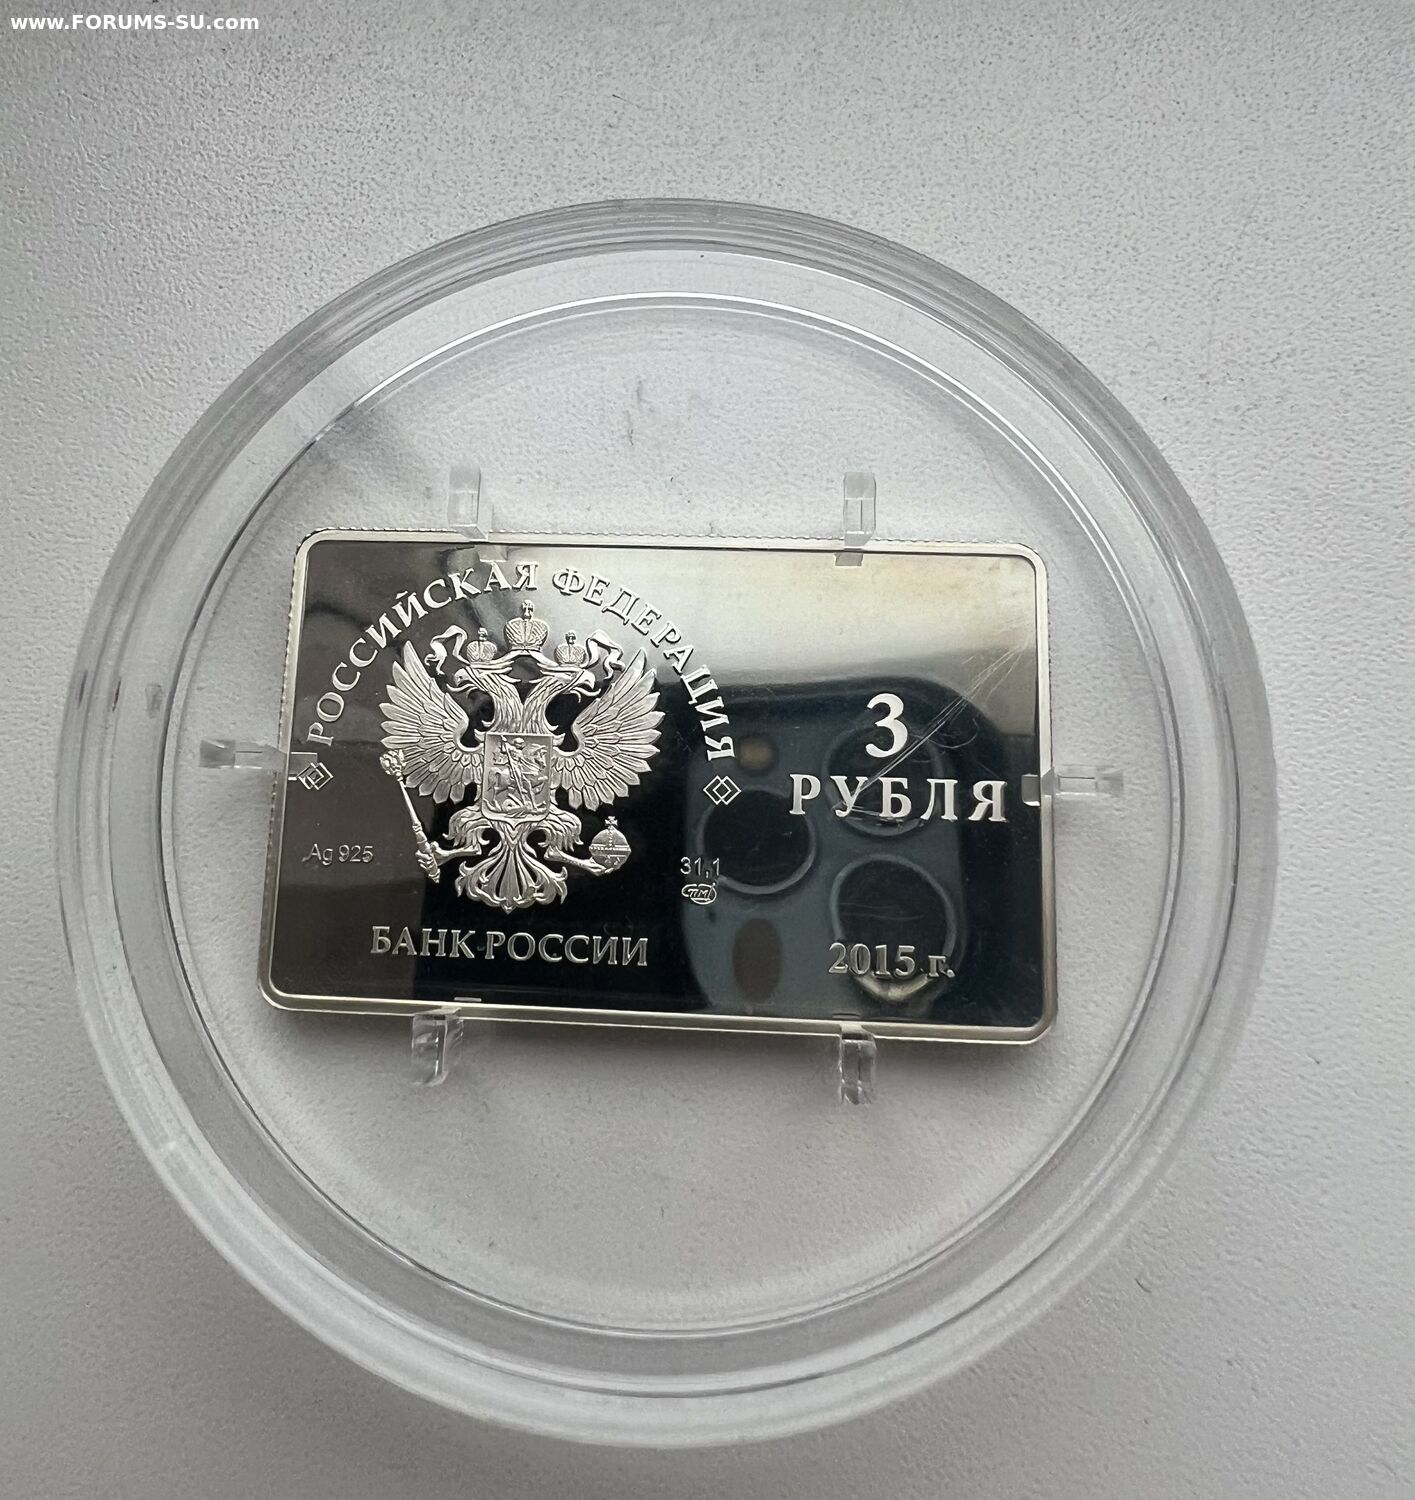 www.FORUMS-SU.com
РОССИЙСКАЯ ФЕДЕРАЦИЯ
3
РУБЛЯ
Ag 925
31,1
БАНК РОССИИ
2015 г.